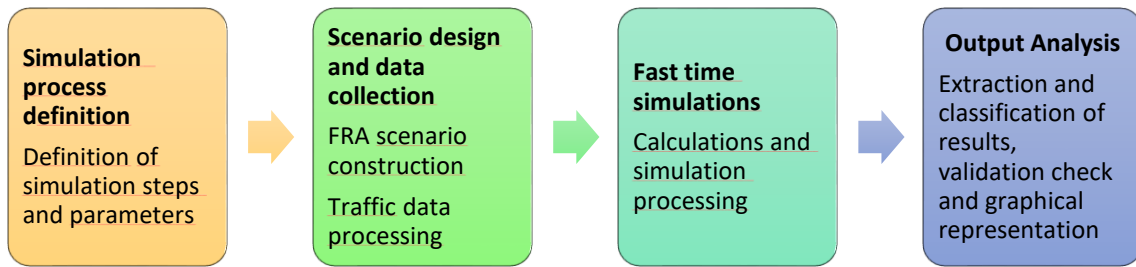 Simulation
process
definition
Definition of
simulation steps
and parameters
Scenario design
and data
collection
FRA scenario
construction
Traffic data
processing
Fast time
simulations
Calculations and
simulation
processing
Output Analysis
Extraction and
classification of
results,
validation check
and graphical
representation